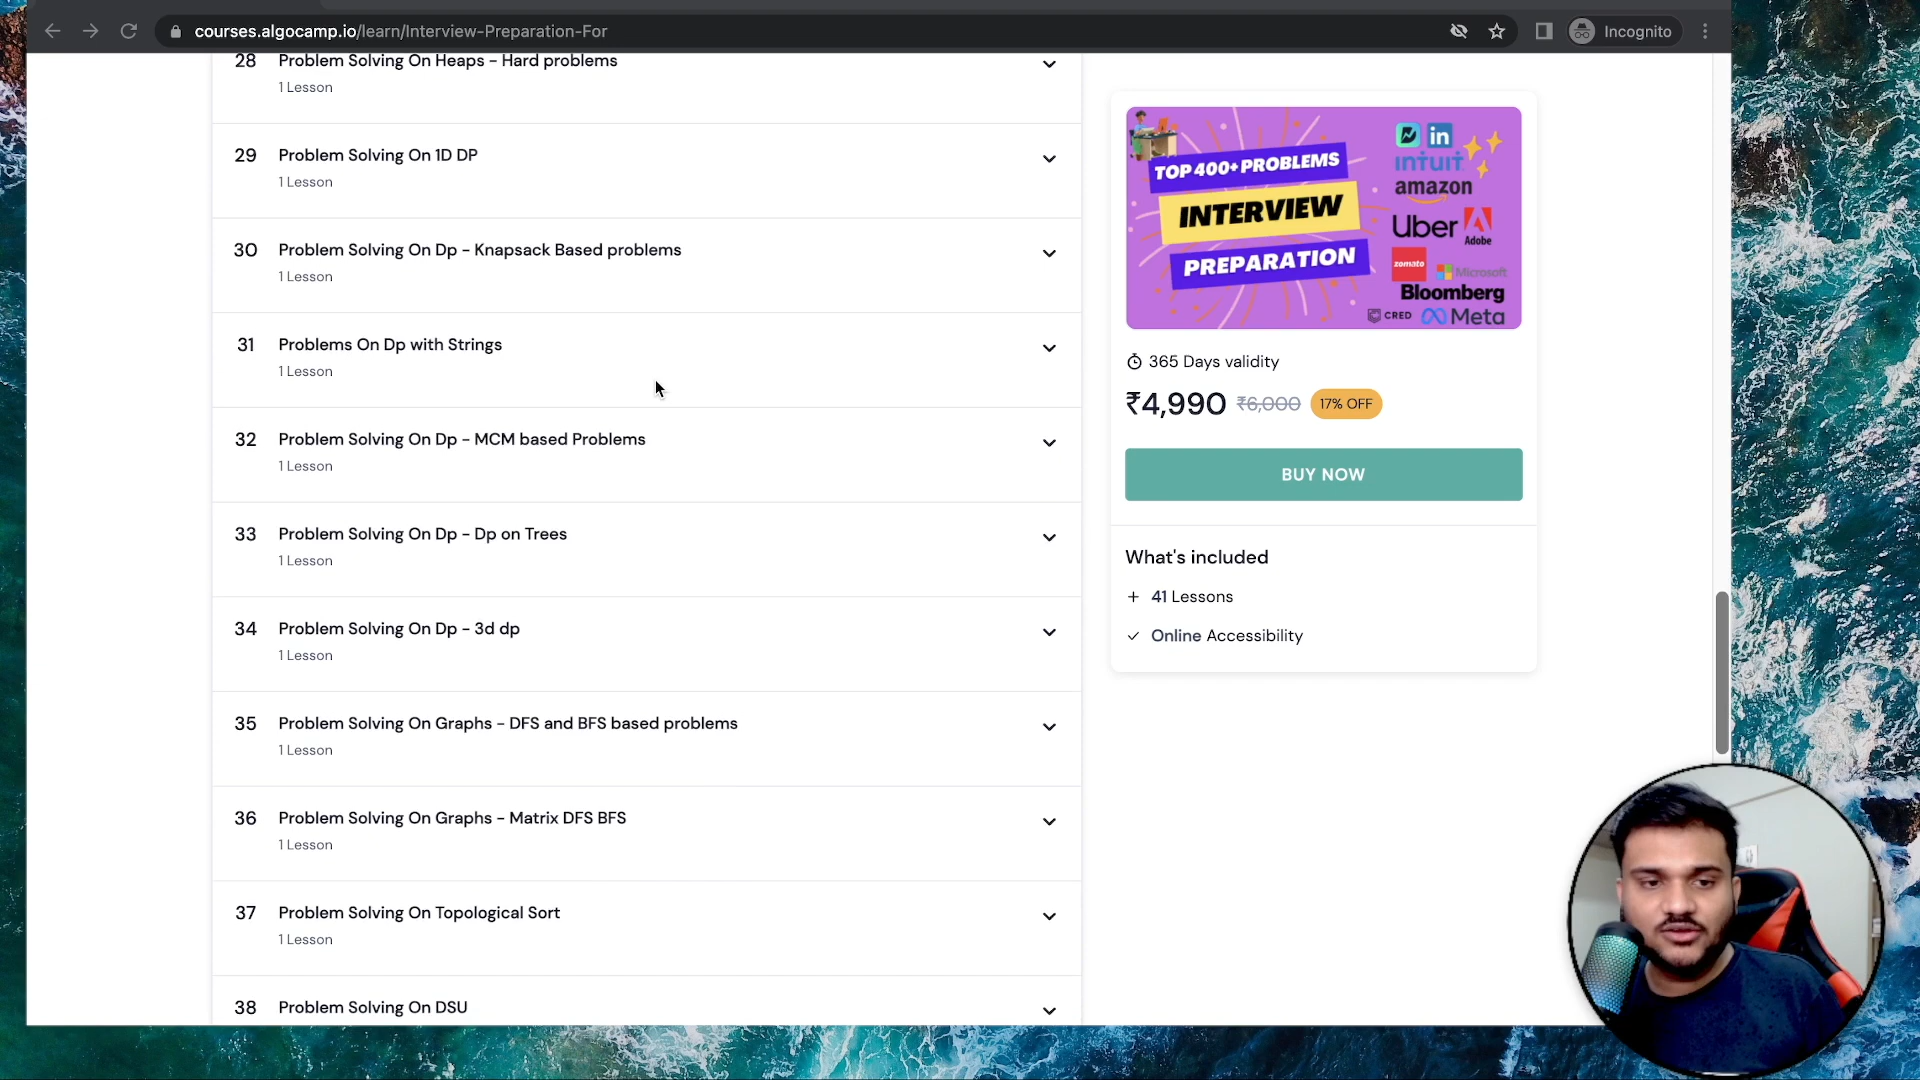 courses.algocamp.io/learn/Interview-Preparation-For
Incognito
28 Problem Solving On Heaps - Hard problems
1 Lesson
29 Problem Solving On 1D DP
1 Lesson
30 Problem Solving On Dp - Knapsack Based problems
1 Lesson
31 Problems On Dp with Strings
1 Lesson
32 Problem Solving On Dp - MCM based Problems
1 Lesson
33 Problem Solving On Dp - Dp on Trees
1 Lesson
34 Problem Solving On Dp - 3d dp
1 Lesson
35 Problem Solving On Graphs - DFS and BFS based problems
1 Lesson
36 Problem Solving On Graphs - Matrix DFS BFS
1 Lesson
37 Problem Solving On Topological Sort
1 Lesson
38 Problem Solving On DSU
TOP 400+ PROBLEMS
INTERVIEW
PREPARATION
in
INTUIT
amazon
Uber
Adobe
zomato
Microsoft
Bloomberg
CRED
Meta
365 Days validity
₹4,990 ₹6,000 17% OFF
BUY NOW
What's included
+ 41 Lessons
Online Accessibility